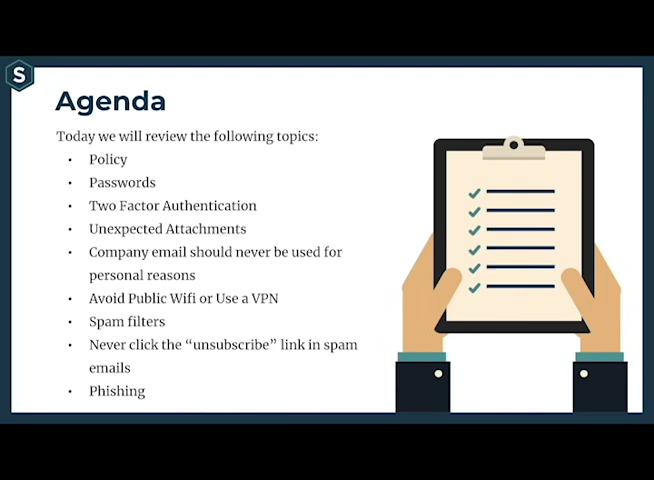 S
Agenda
Today we will review the following topics:
• Policy
• Passwords
• Two Factor Authentication
• Unexpected Attachments
• Company email should never be used for
personal reasons
• Avoid Public Wifi or Use a VPN
• Spam filters
• Never click the “unsubscribe” link in spam
emails
• Phishing